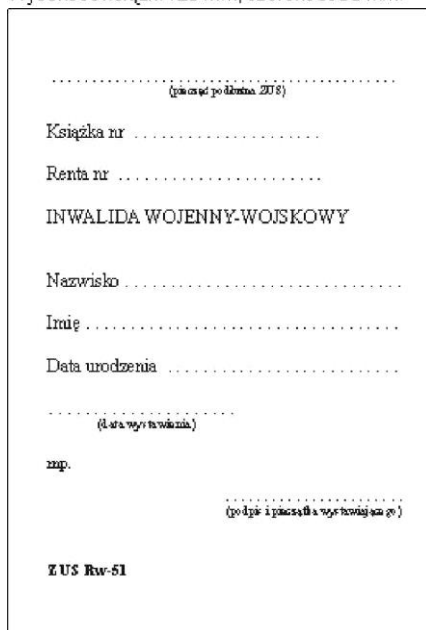 . . . . . . . . . . . . . . . . . . . . . . . . . . . . . . . . . . . . . . . . . . .
(pieczęć podłużna ZUS)
Książka nr . . . . . . . . . . . . . . . . . . . . . . .
Renta nr . . . . . . . . . . . . . . . . . . . . . . . . .
INWALIDA WOJENNY-WOJSKOWY
Nazwisko . . . . . . . . . . . . . . . . . . . . . . . . . . . . . . . . .
Imię . . . . . . . . . . . . . . . . . . . . . . . . . . . . . . . . . . . . .
Data urodzenia . . . . . . . . . . . . . . . . . . . . . . . . . . . .
. . . . . . . . . . . . . . . . . . . . . . .
(data wystawienia)
mp.
. . . . . . . . . . . . . . . . . . . . . .
(podpis i pieczątka wystawiającego)
ZUS Rw-51